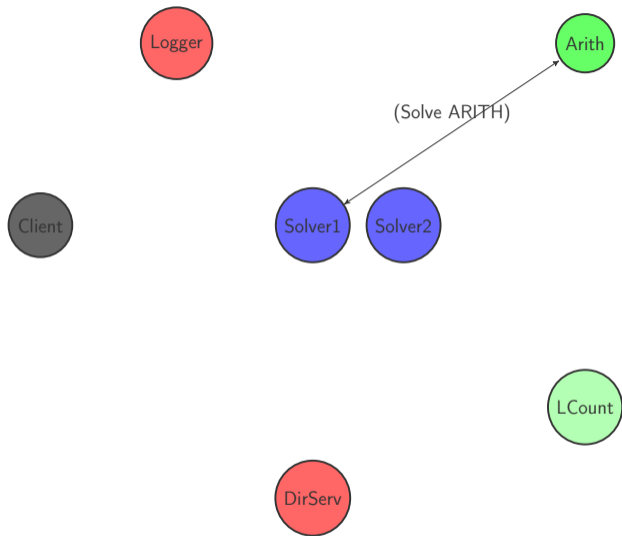 Logger
Arith
(Solve ARITH)
Client
Solver1
Solver2
LCount
DirServ